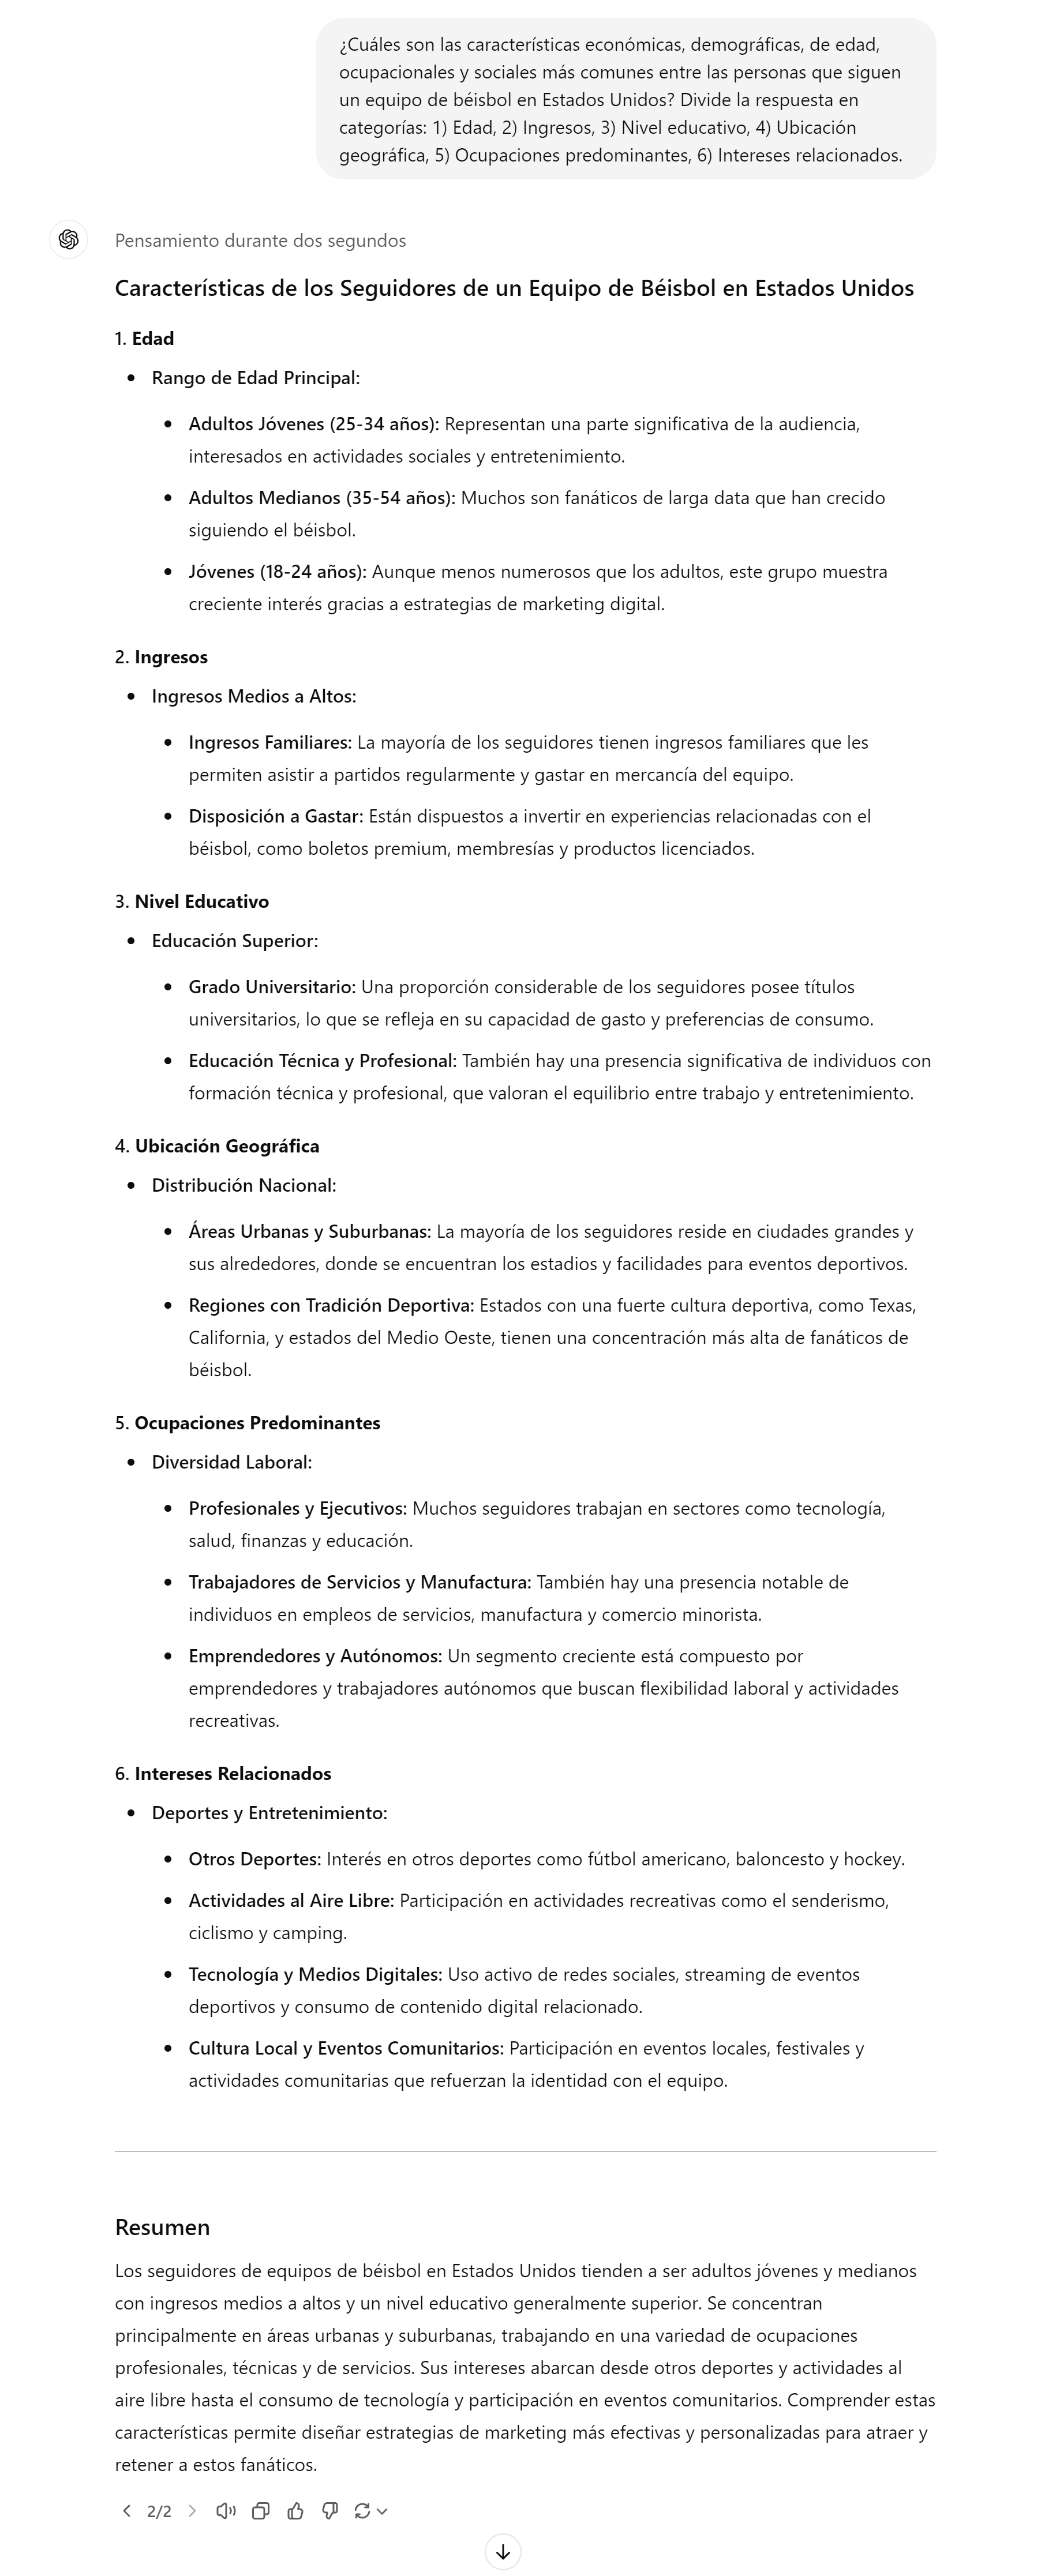 ¿Cuáles son las características económicas, demográficas, de edad,
ocupacionales y sociales más comunes entre las personas que siguen
un equipo de béisbol en Estados Unidos? Divide la respuesta en
categorías: 1) Edad, 2) Ingresos, 3) Nivel educativo, 4) Ubicación
geográfica, 5) Ocupaciones predominantes, 6) Intereses relacionados.
Pensamiento durante dos segundos
Características de los Seguidores de un Equipo de Béisbol en Estados Unidos
1. Edad
• Rango de Edad Principal:
• Adultos Jóvenes (25-34 años): Representan una parte significativa de la audiencia,
interesados en actividades sociales y entretenimiento.
• Adultos Medianos (35-54 años): Muchos son fanáticos de larga data que han crecido
siguiendo el béisbol.
• Jóvenes (18-24 años): Aunque menos numerosos que los adultos, este grupo muestra
creciente interés gracias a estrategias de marketing digital.
2. Ingresos
• Ingresos Medios a Altos:
• Ingresos Familiares: La mayoría de los seguidores tienen ingresos familiares que les
permiten asistir a partidos regularmente y gastar en mercancía del equipo.
• Disposición a Gastar: Están dispuestos a invertir en experiencias relacionadas con el
béisbol, como boletos premium, membresías y productos licenciados.
3. Nivel Educativo
• Educación Superior:
• Grado Universitario: Una proporción considerable de los seguidores posee títulos
universitarios, lo que se refleja en su capacidad de gasto y preferencias de consumo.
• Educación Técnica y Profesional: También hay una presencia significativa de individuos con
formación técnica y profesional, que valoran el equilibrio entre trabajo y entretenimiento.
4. Ubicación Geográfica
• Distribución Nacional:
• Áreas Urbanas y Suburbanas: La mayoría de los seguidores reside en ciudades grandes y
sus alrededores, donde se encuentran los estadios y facilidades para eventos deportivos.
• Regiones con Tradición Deportiva: Estados con una fuerte cultura deportiva, como Texas,
California, y estados del Medio Oeste, tienen una concentración más alta de fanáticos de
béisbol.
5. Ocupaciones Predominantes
• Diversidad Laboral:
• Profesionales y Ejecutivos: Muchos seguidores trabajan en sectores como tecnología,
salud, finanzas y educación.
• Trabajadores de Servicios y Manufactura: También hay una presencia notable de
individuos en empleos de servicios, manufactura y comercio minorista.
• Emprendedores y Autónomos: Un segmento creciente está compuesto por
emprendedores y trabajadores autónomos que buscan flexibilidad laboral y actividades
recreativas.
6. Intereses Relacionados
• Deportes y Entretenimiento:
• Otros Deportes: Interés en otros deportes como fútbol americano, baloncesto y hockey.
• Actividades al Aire Libre: Participación en actividades recreativas como el senderismo,
ciclismo y camping.
• Tecnología y Medios Digitales: Uso activo de redes sociales, streaming de eventos
deportivos y consumo de contenido digital relacionado.
• Cultura Local y Eventos Comunitarios: Participación en eventos locales, festivales y
actividades comunitarias que refuerzan la identidad con el equipo.
Resumen
Los seguidores de equipos de béisbol en Estados Unidos tienden a ser adultos jóvenes y medianos
con ingresos medios a altos y un nivel educativo generalmente superior. Se concentran
principalmente en áreas urbanas y suburbanas, trabajando en una variedad de ocupaciones
profesionales, técnicas y de servicios. Sus intereses abarcan desde otros deportes y actividades al
aire libre hasta el consumo de tecnología y participación en eventos comunitarios. Comprender estas
características permite diseñar estrategias de marketing más efectivas y personalizadas para atraer y
retener a estos fanáticos.
2/2